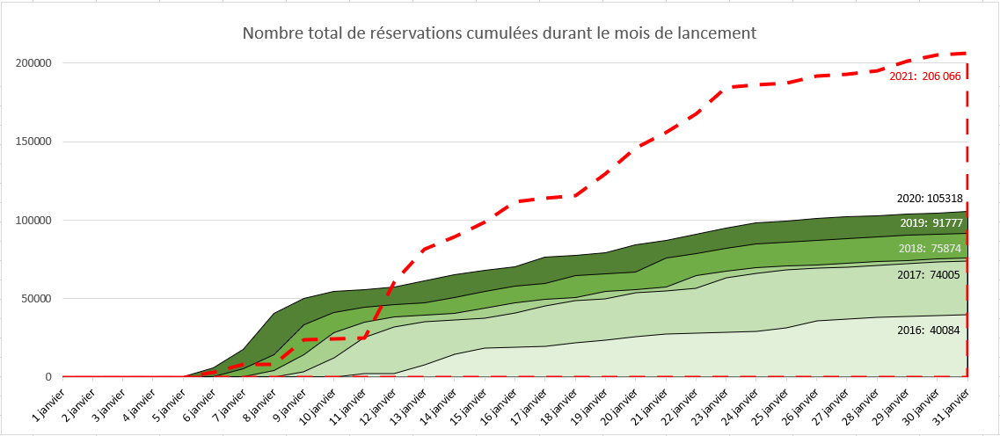 Nombre total de réservations cumulées durant le mois de lancement
200000
2021: 206 066
150000
2020: 105318
100000
2019: 91777
2018: 75874
2017: 74005
50000
2016: 40084
0
1 janvier
2 janvier
3 janvier
4 janvier
5 janvier
6 janvier
7 janvier
8 janvier
9 janvier
10 janvier
11 janvier
12 janvier
13 janvier
14 janvier
15 janvier
16 janvier
17 janvier
18 janvier
19 janvier
20 janvier
21 janvier
22 janvier
23 janvier
24 janvier
25 janvier
26 janvier
27 janvier
28 janvier
29 janvier
30 janvier
31 janvier